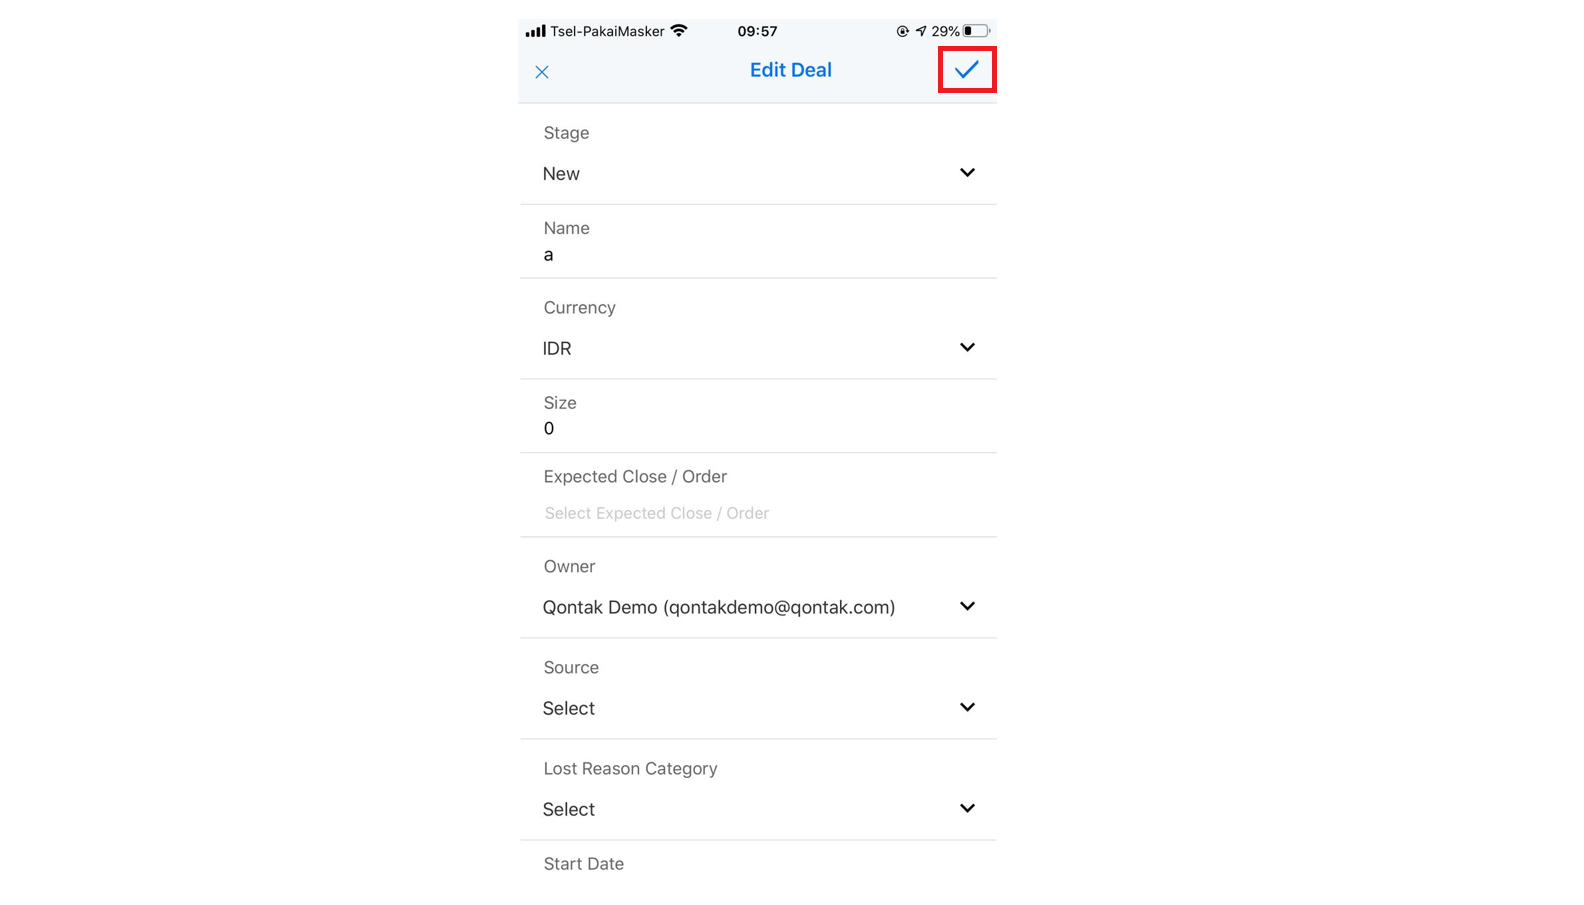 Tsel-PakaiMasker 09:57 29%
Edit Deal
Stage
New
Name
a
Currency
IDR
Size
0
Expected Close / Order
Select Expected Close / Order
Owner
Qontak Demo (qontakdemo@qontak.com)
Source
Select
Lost Reason Category
Select
Start Date